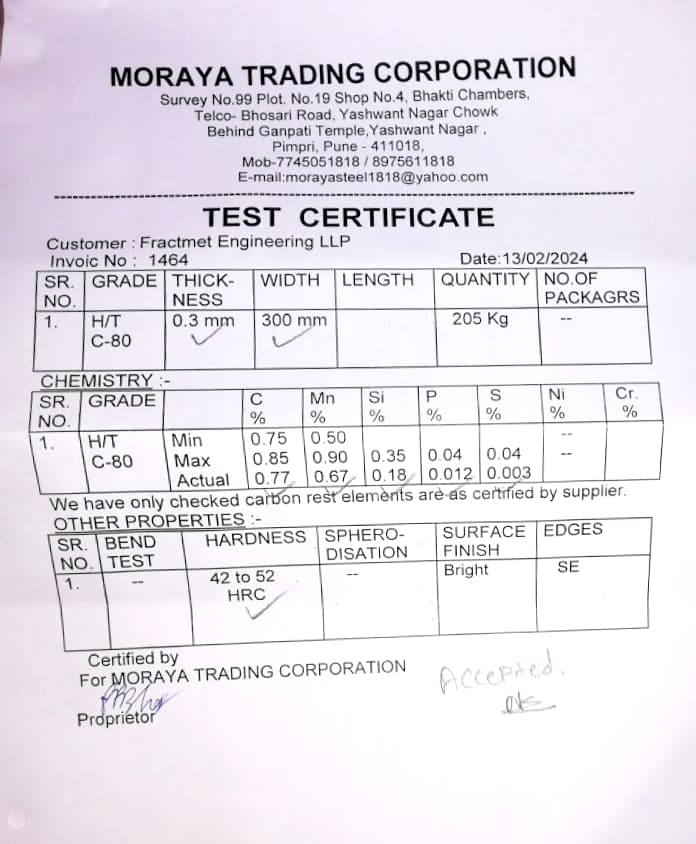 MORAYA TRADING CORPORATION
Survey No.99 Plot. No.19 Shop No.4, Bhakti Chambers,
Telco- Bhosari Road, Yashwant Nagar Chowk
Behind Ganpati Temple,Yashwant Nagar ,
Pimpri, Pune - 411018,
Mob-7745051818 / 8975611818
E-mail:morayasteel1818@yahoo.com
TEST CERTIFICATE
Customer : Fractmet Engineering LLP
Invoic No : 1464 Date:13/02/2024
SR. GRADE THICK- WIDTH LENGTH QUANTITY NO.OF
NO. NESS PACKAGRS
1. H/T 0.3 mm 300 mm 205 Kg --
C-80
CHEMISTRY :-
SR. GRADE C Mn Si P S Ni Cr.
NO. % % % % % % %
1. H/T Min 0.75 0.50 --
C-80 Max 0.85 0.90 0.35 0.04 0.04 --
Actual 0.77 0.67 0.18 0.012 0.003
We have only checked carbon rest elements are as certified by supplier.
OTHER PROPERTIES :-
SR. BEND HARDNESS SPHERO- SURFACE EDGES
NO. TEST DISATION FINISH
1. -- 42 to 52 -- Bright SE
HRC
Certified by
For MORAYA TRADING CORPORATION
Accepted.
Proprietor